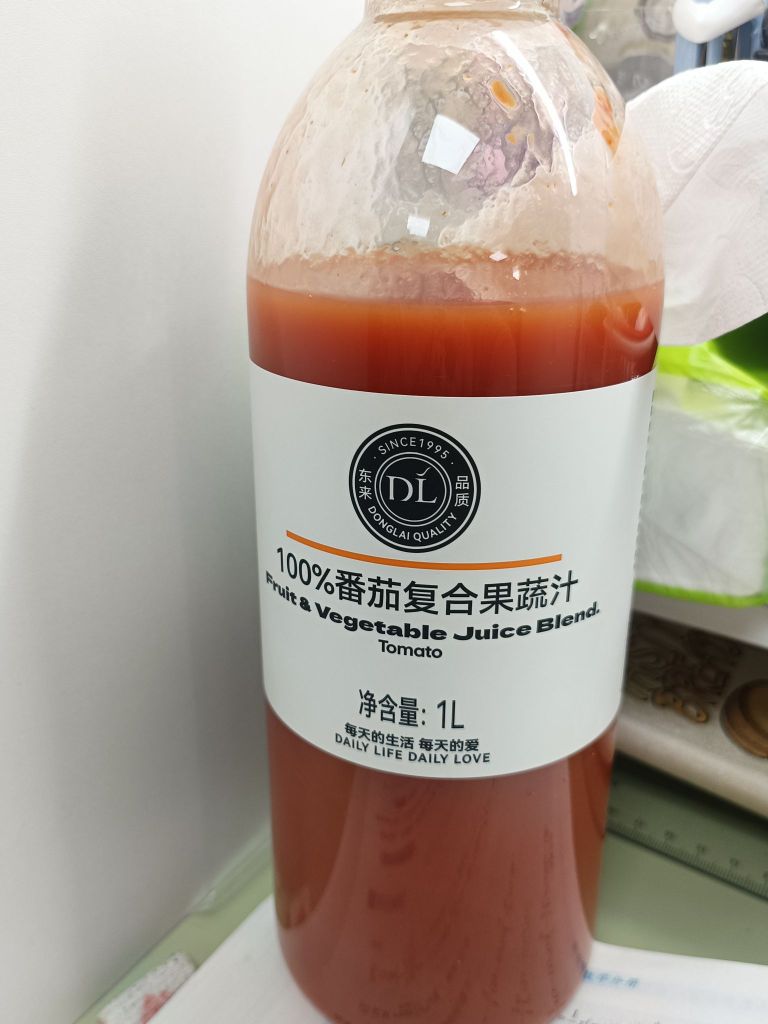 SINCE1995
东来 DL 品质
DONGLAI QUALITY
100%番茄复合果蔬汁
Fruit & Vegetable Juice Blend.
Tomato
净含量: 1L
每天的生活 每天的爱
DAILY LIFE DAILY LOVE